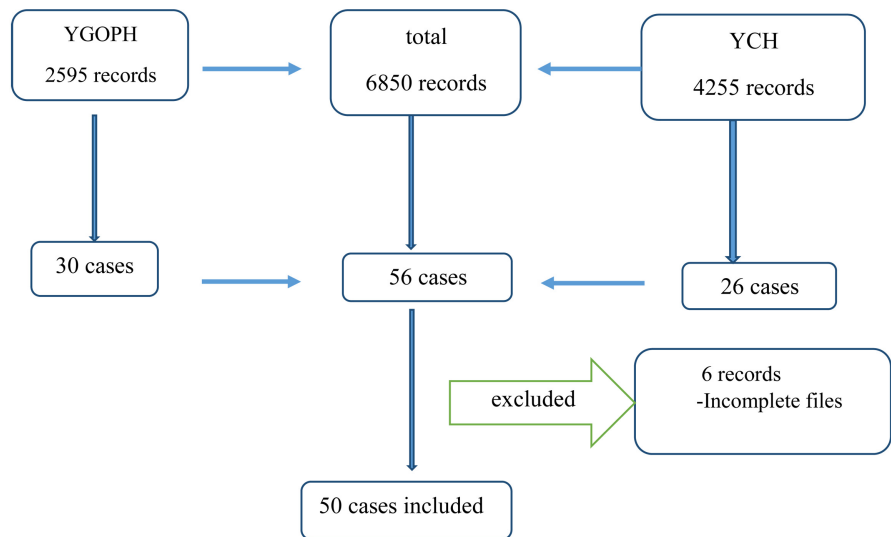 YGOPH
2595 records
total
6850 records
YCH
4255 records
30 cases
56 cases
26 cases
excluded
6 records
-Incomplete files
50 cases included